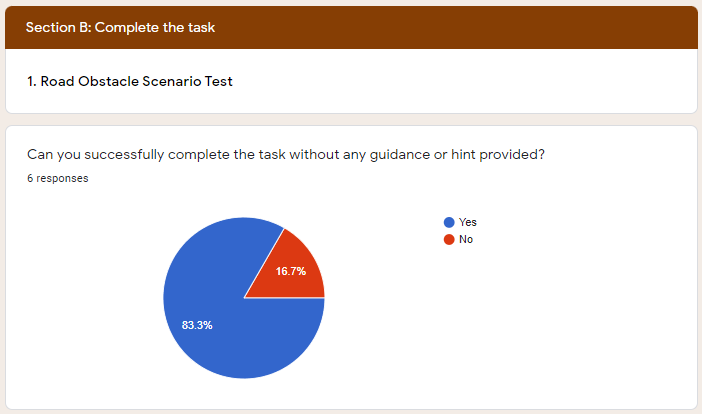 Section B: Complete the task
1. Road Obstacle Scenario Test
Can you successfully complete the task without any guidance or hint provided?
6 responses
Yes
No
16.7%
83.3%